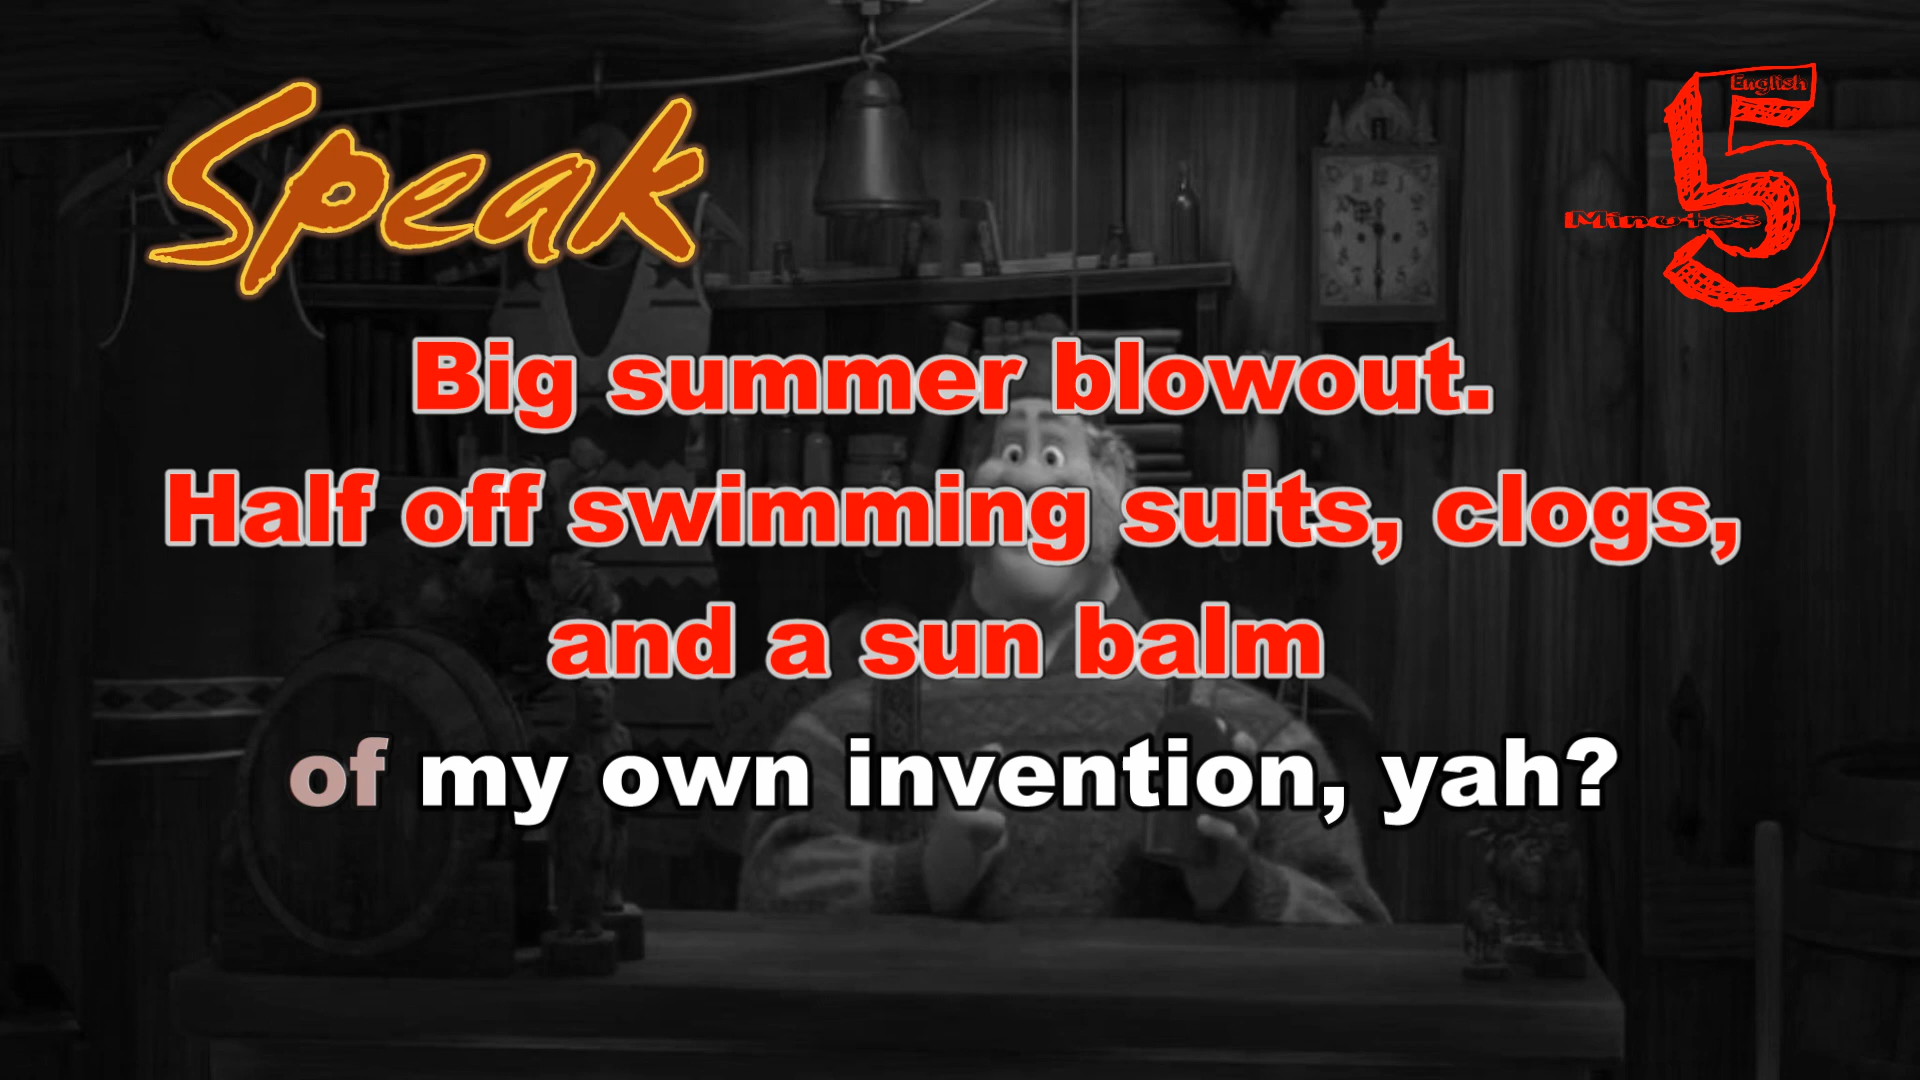 Speak
English
5
Minutes
Big summer blowout.
Half off swimming suits, clogs,
and a sun balm
of my own invention, yah?